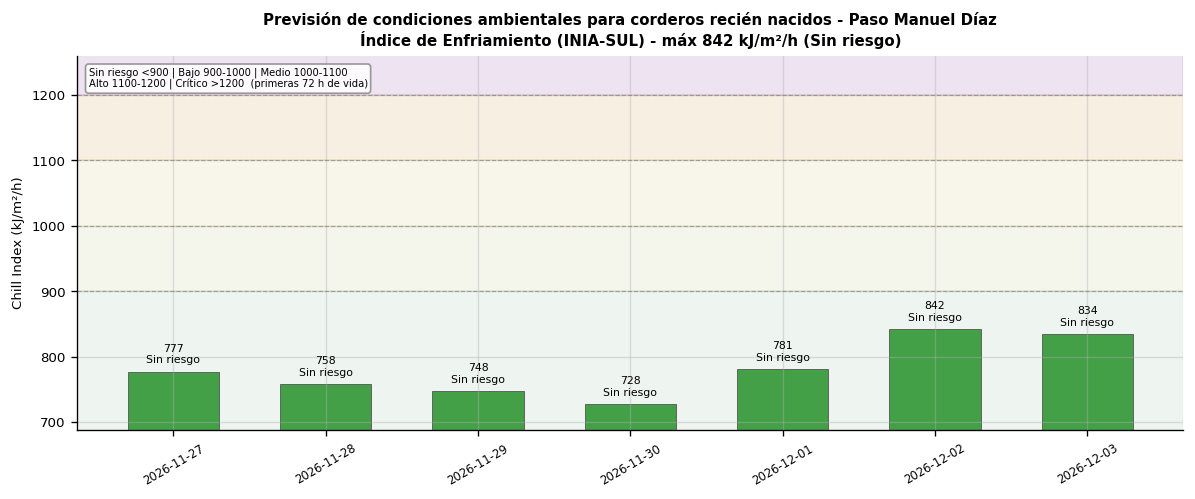 Previsión de condiciones ambientales para corderos recién nacidos - Paso Manuel Díaz
Índice de Enfriamiento (INIA-SUL) - máx 842 kJ/m²/h (Sin riesgo)
Sin riesgo <900 | Bajo 900-1000 | Medio 1000-1100
Alto 1100-1200 | Crítico >1200 (primeras 72 h de vida)
Chill Index (kJ/m²/h)
1200
1100
1000
900
800
700
777
Sin riesgo
758
Sin riesgo
748
Sin riesgo
728
Sin riesgo
781
Sin riesgo
842
Sin riesgo
834
Sin riesgo
2026-11-27
2026-11-28
2026-11-29
2026-11-30
2026-12-01
2026-12-02
2026-12-03